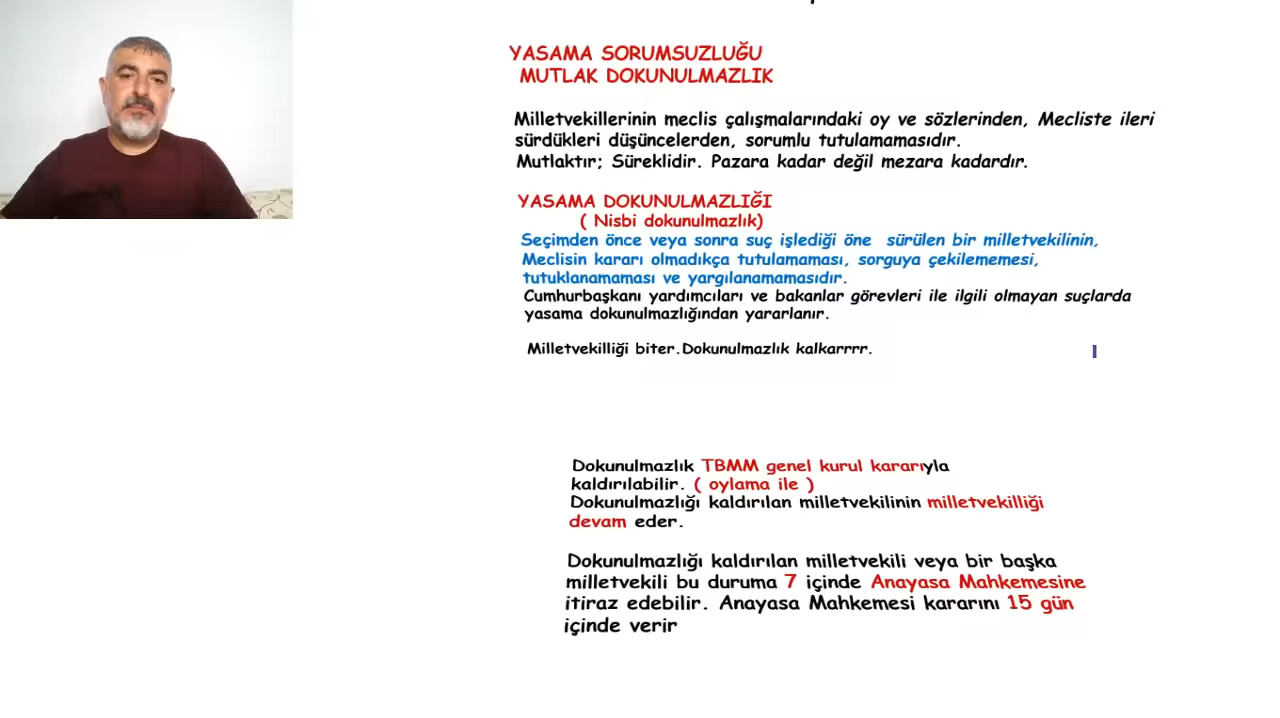 YASAMA SORUMSUZLUĞU
MUTLAK DOKUNULMAZLIK
Milletvekillerinin meclis çalışmalarındaki oy ve sözlerinden, Mecliste ileri
sürdükleri düşüncelerden, sorumlu tutulamamasıdır.
Mutlaktır; Süreklidir. Pazara kadar değil mezara kadardır.
YASAMA DOKUNULMAZLIĞI
( Nisbi dokunulmazlık)
Seçimden önce veya sonra suç işlediği öne sürülen bir milletvekilinin,
Meclisin kararı olmadıkça tutulamaması, sorguya çekilememesi,
tutuklanamaması ve yargılanamamasıdır.
Cumhurbaşkanı yardımcıları ve bakanlar görevleri ile ilgili olmayan suçlarda
yasama dokunulmazlığından yararlanır.
Milletvekilliği biter.Dokunulmazlık kalkarrrr.
Dokunulmazlık TBMM genel kurul kararıyla
kaldırılabilir. ( oylama ile )
Dokunulmazlığı kaldırılan milletvekilinin milletvekilliği
devam eder.
Dokunulmazlığı kaldırılan milletvekili veya bir başka
milletvekili bu duruma 7 içinde Anayasa Mahkemesine
itiraz edebilir. Anayasa Mahkemesi kararını 15 gün
içinde verir